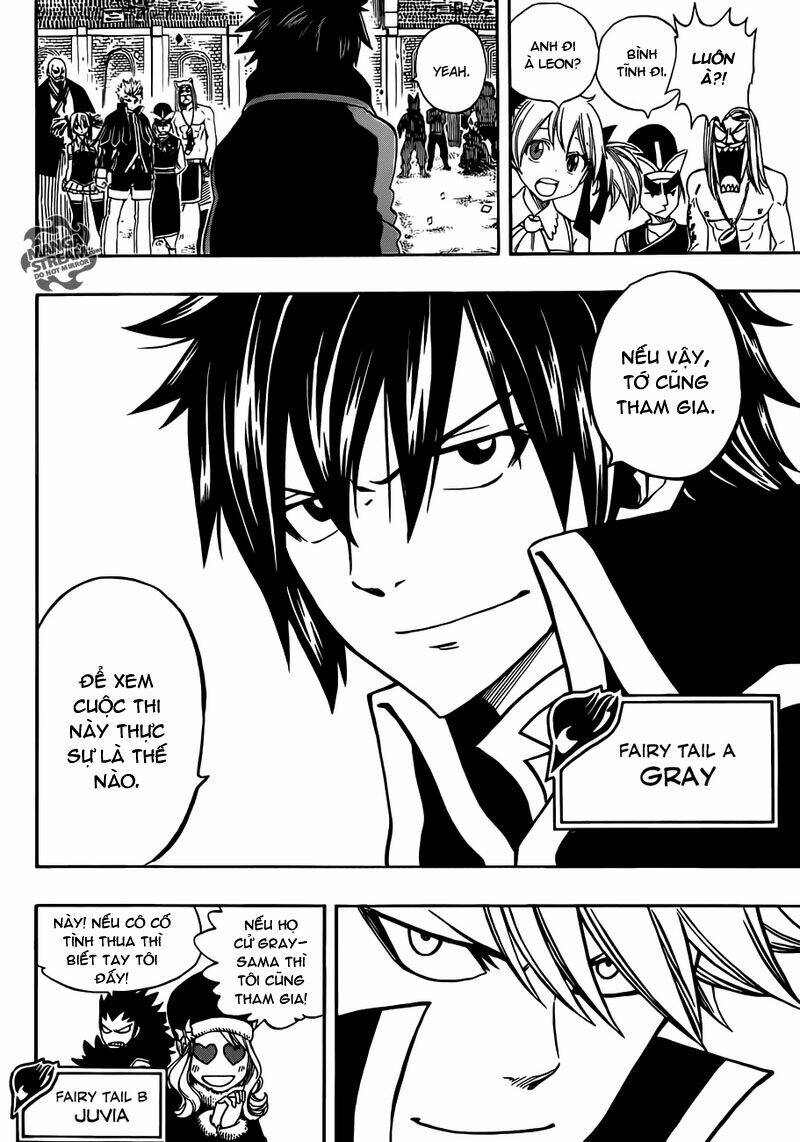 YEAH.
ANH ĐI
À LEON?
BÌNH
TĨNH ĐI.
LUÔN
À?!
MANGA
STREAM.com
DO NOT MIRROR
NẾU VẬY,
TỚ CŨNG
THAM GIA.
ĐỂ XEM
CUỘC THI
NÀY THỰC
SỰ LÀ THẾ
NÀO.
FAIRY TAIL A
GRAY
NÀY! NẾU CÔ CỐ
TÌNH THUA THÌ
BIẾT TAY TÔI
ĐẤY!
NẾU HỌ
CỬ GRAY-
SAMA THÌ
TÔI CŨNG
THAM GIA!
FAIRY TAIL B
JUVIA